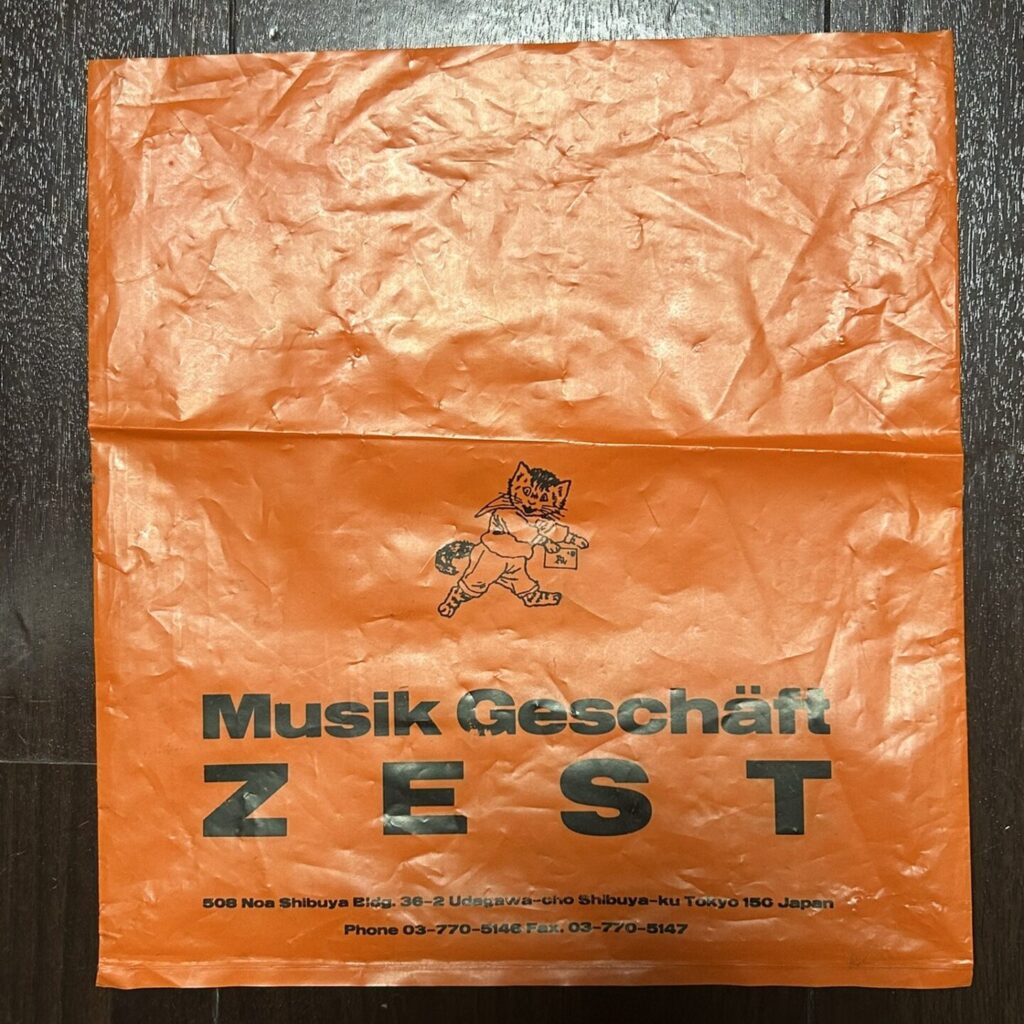 Musik Geschäft
ZEST
508 Noa Shibuya Bldg. 36-2 Udagawa-cho Shibuya-ku Tokyo 150 Japan
Phone 03-770-5146 Fax. 03-770-5147